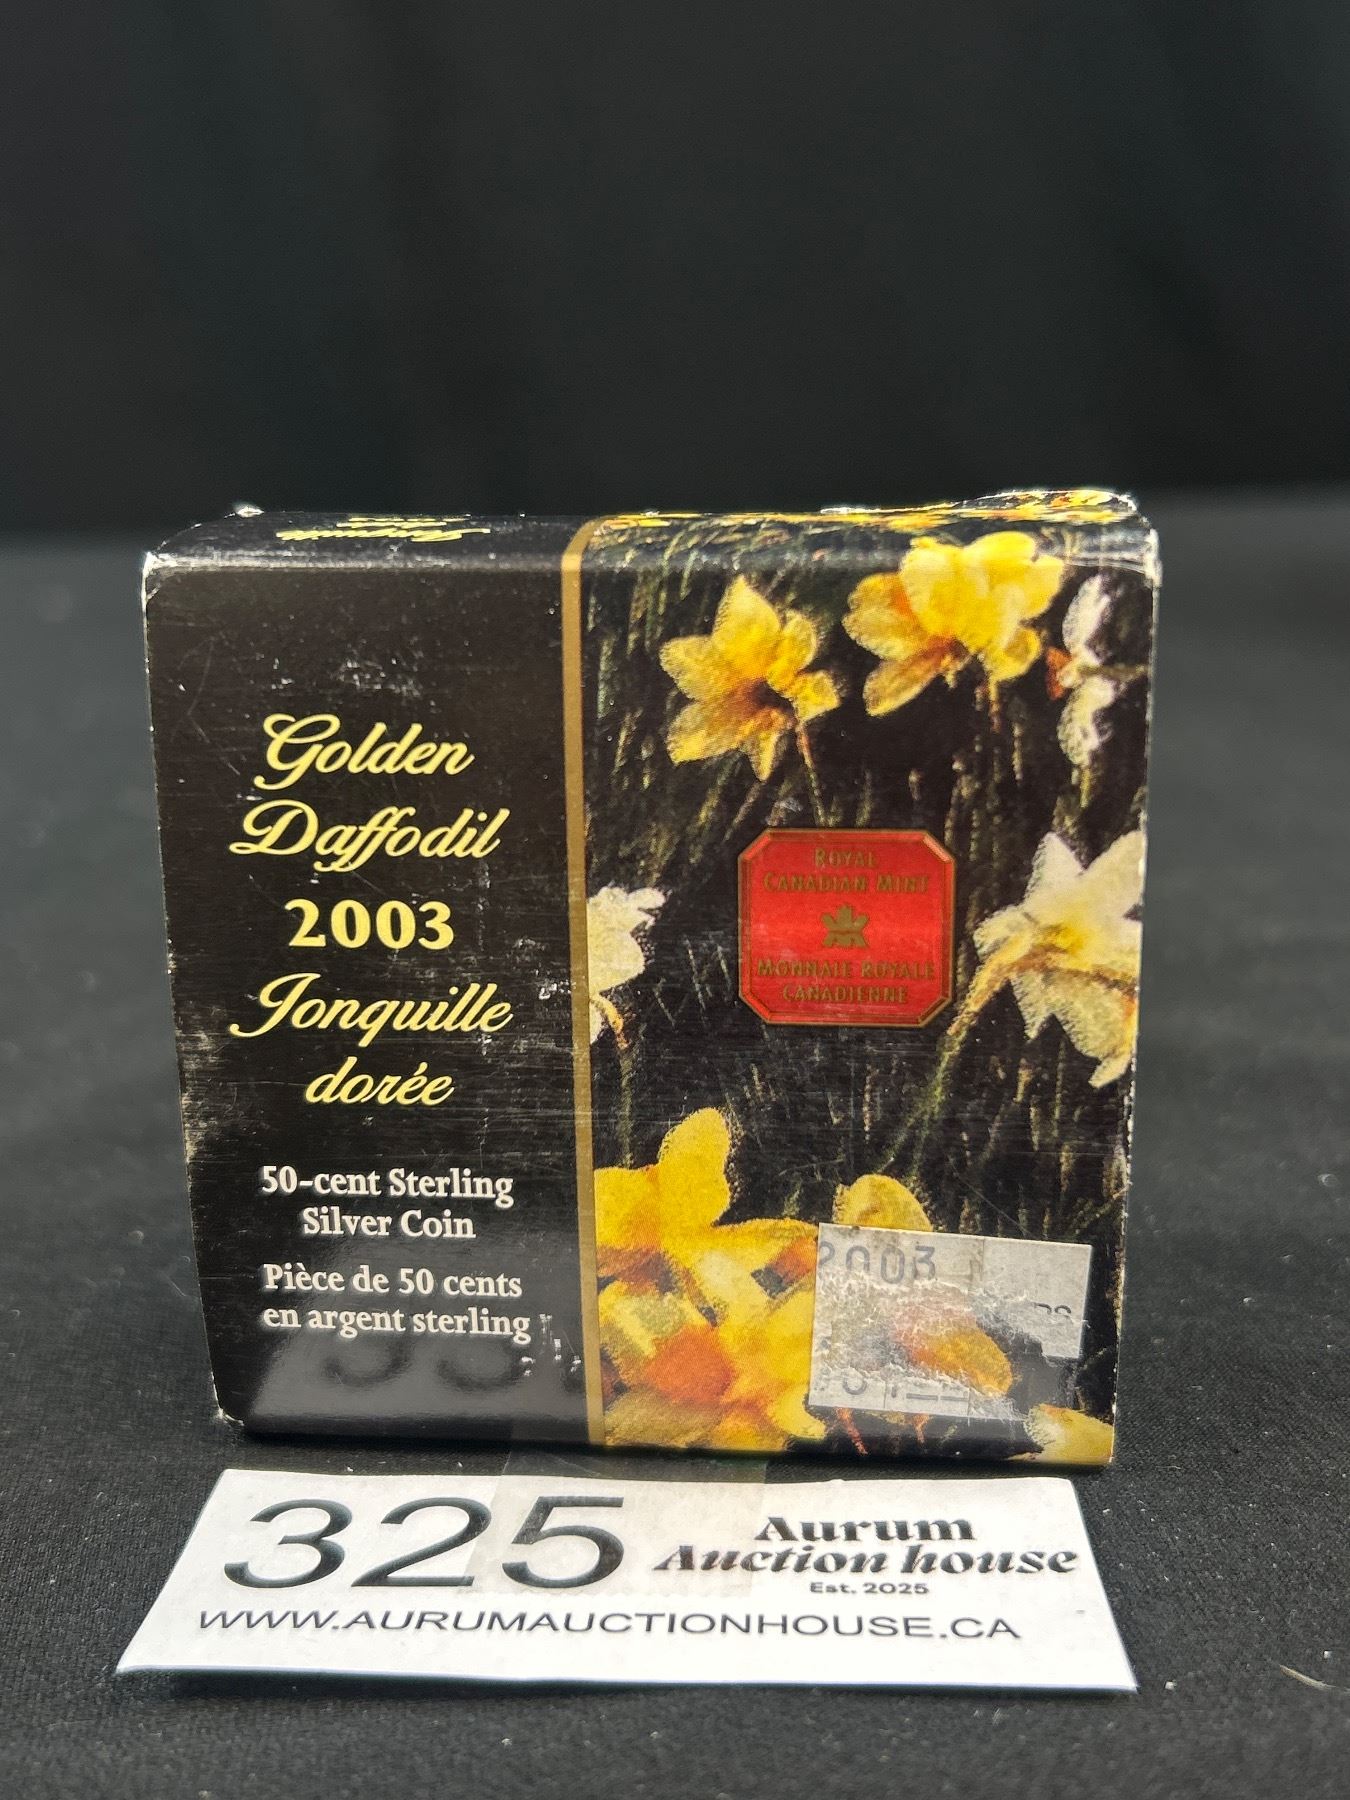 Jonquille
Golden
Daffodil
2003
Jonquille
dorée
50-cent Sterling
Silver Coin
Pièce de 50 cents
en argent sterling
ROYAL
CANADIAN MINT
MONNAIE ROYALE
CANADIENNE
2003
325
Aurum
Auction house
Est. 2025
WWW.AURUMAUCTIONHOUSE.CA